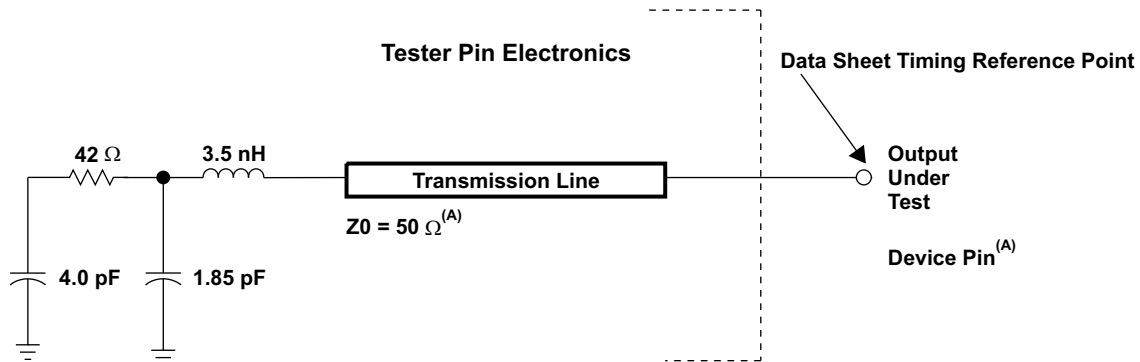 Tester Pin Electronics
Data Sheet Timing Reference Point
42 Ω
3.5 nH
Transmission Line
Output
Under
Test
Z0 = 50 Ω(A)
Device Pin(A)
4.0 pF
1.85 pF